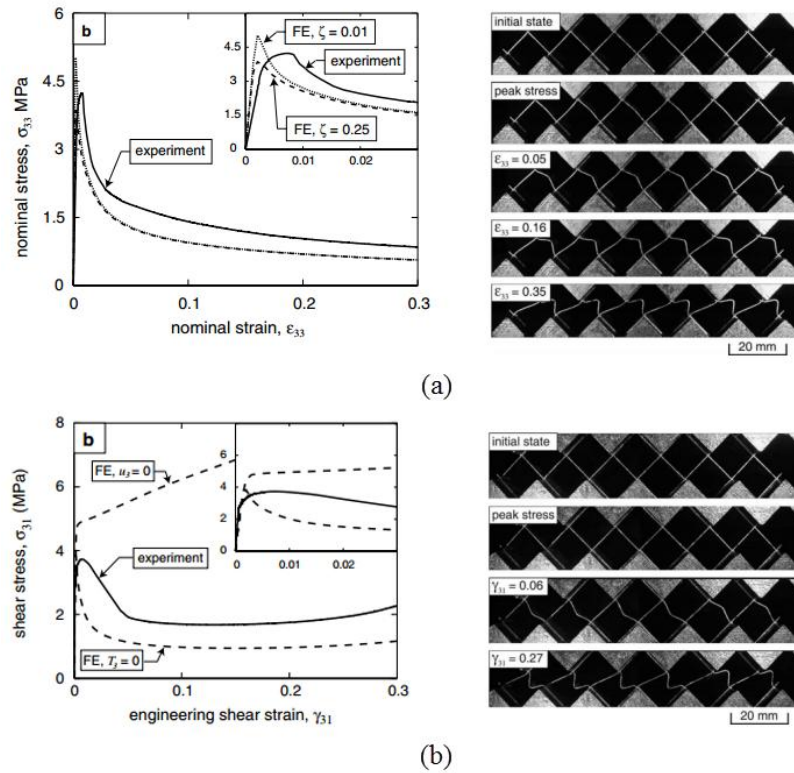 b
FE, ζ = 0.01
experiment
FE, ζ = 0.25
experiment
nominal stress, σ33 MPa
6
4.5
3
1.5
0
4.5
3.0
1.5
0
0
0.01
0.02
0
0.1
0.2
0.3
nominal strain, ε33
initial state
peak stress
ε33 = 0.05
ε33 = 0.16
ε33 = 0.35
20 mm
(a)
b
FE, u3 = 0
experiment
FE, T3 = 0
shear stress, σ31 (MPa)
8
6
4
2
0
6
4
2
0
0
0.01
0.02
0
0.1
0.2
0.3
engineering shear strain, γ31
initial state
peak stress
γ31 = 0.06
γ31 = 0.27
20 mm
(b)